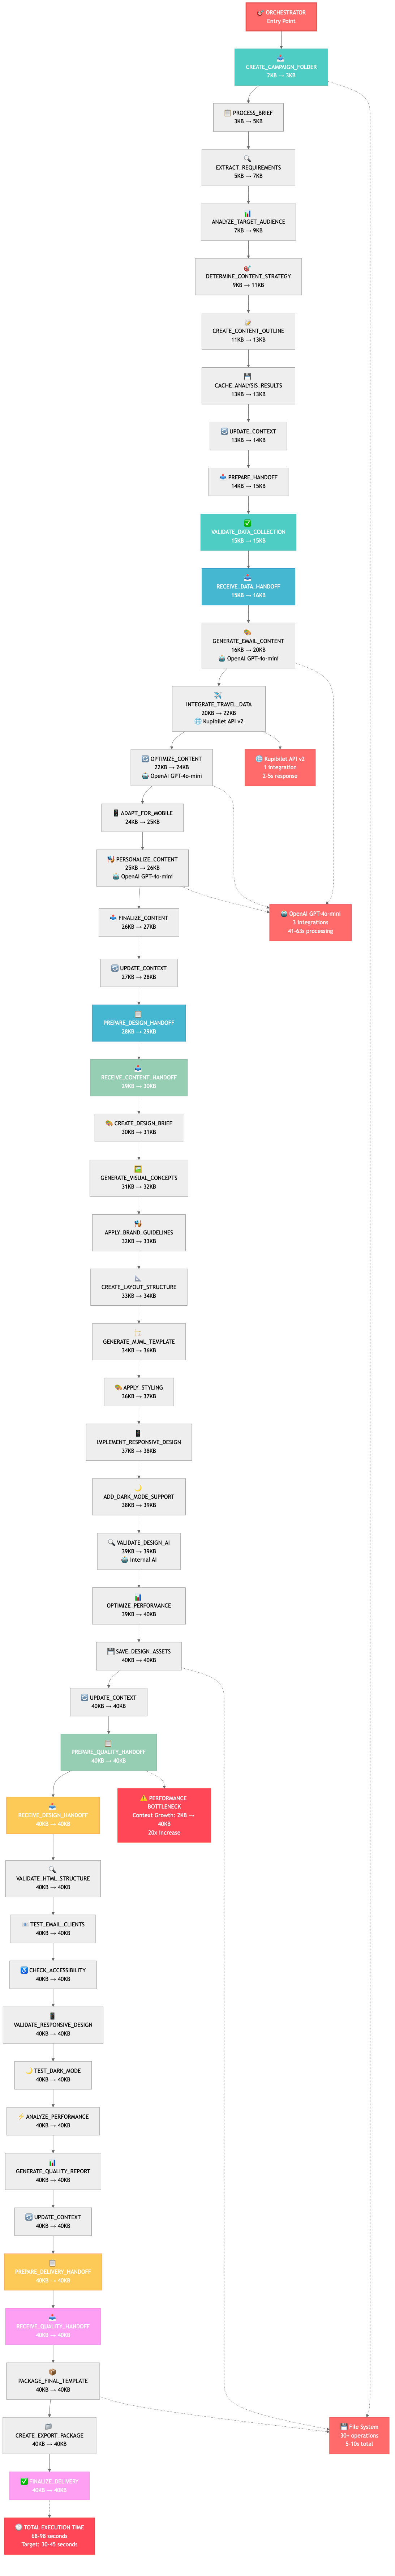 ORCHESTRATOR
Entry Point
CREATE_CAMPAIGN_FOLDER
2KB → 3KB
PROCESS_BRIEF
3KB → 5KB
EXTRACT_REQUIREMENTS
5KB → 7KB
ANALYZE_TARGET_AUDIENCE
7KB → 9KB
DETERMINE_CONTENT_STRATEGY
9KB → 11KB
CREATE_CONTENT_OUTLINE
11KB → 13KB
CACHE_ANALYSIS_RESULTS
13KB → 13KB
UPDATE_CONTEXT
13KB → 14KB
PREPARE_HANDOFF
14KB → 15KB
VALIDATE_DATA_COLLECTION
15KB → 15KB
RECEIVE_DATA_HANDOFF
15KB → 16KB
GENERATE_EMAIL_CONTENT
16KB → 20KB
OpenAI GPT-4o-mini
INTEGRATE_TRAVEL_DATA
20KB → 22KB
Kupibilet API v2
OPTIMIZE_CONTENT
22KB → 24KB
OpenAI GPT-4o-mini
Kupibilet API v2
1 integration
2-5s response
ADAPT_FOR_MOBILE
24KB → 25KB
PERSONALIZE_CONTENT
25KB → 26KB
OpenAI GPT-4o-mini
OpenAI GPT-4o-mini
3 integrations
41-63s processing
FINALIZE_CONTENT
26KB → 27KB
UPDATE_CONTEXT
27KB → 28KB
PREPARE_DESIGN_HANDOFF
28KB → 29KB
RECEIVE_CONTENT_HANDOFF
29KB → 30KB
CREATE_DESIGN_BRIEF
30KB → 31KB
GENERATE_VISUAL_CONCEPTS
31KB → 32KB
APPLY_BRAND_GUIDELINES
32KB → 33KB
CREATE_LAYOUT_STRUCTURE
33KB → 34KB
GENERATE_MJML_TEMPLATE
34KB → 36KB
APPLY_STYLING
36KB → 37KB
IMPLEMENT_RESPONSIVE_DESIGN
37KB → 38KB
ADD_DARK_MODE_SUPPORT
38KB → 39KB
VALIDATE_DESIGN_AI
39KB → 39KB
Internal AI
OPTIMIZE_PERFORMANCE
39KB → 40KB
SAVE_DESIGN_ASSETS
40KB → 40KB
UPDATE_CONTEXT
40KB → 40KB
PREPARE_QUALITY_HANDOFF
40KB → 40KB
RECEIVE_DESIGN_HANDOFF
40KB → 40KB
PERFORMANCE
BOTTLENECK
Context Growth: 2KB →
40KB
20x increase
VALIDATE_HTML_STRUCTURE
40KB → 40KB
TEST_EMAIL_CLIENTS
40KB → 40KB
CHECK_ACCESSIBILITY
40KB → 40KB
VALIDATE_RESPONSIVE_DESIGN
40KB → 40KB
TEST_DARK_MODE
40KB → 40KB
ANALYZE_PERFORMANCE
40KB → 40KB
GENERATE_QUALITY_REPORT
40KB → 40KB
UPDATE_CONTEXT
40KB → 40KB
PREPARE_DELIVERY_HANDOFF
40KB → 40KB
RECEIVE_QUALITY_HANDOFF
40KB → 40KB
PACKAGE_FINAL_TEMPLATE
40KB → 40KB
CREATE_EXPORT_PACKAGE
40KB → 40KB
File System
30+ operations
5-10s total
FINALIZE_DELIVERY
40KB → 40KB
TOTAL EXECUTION TIME
68-98 seconds
Target: 30-45 seconds